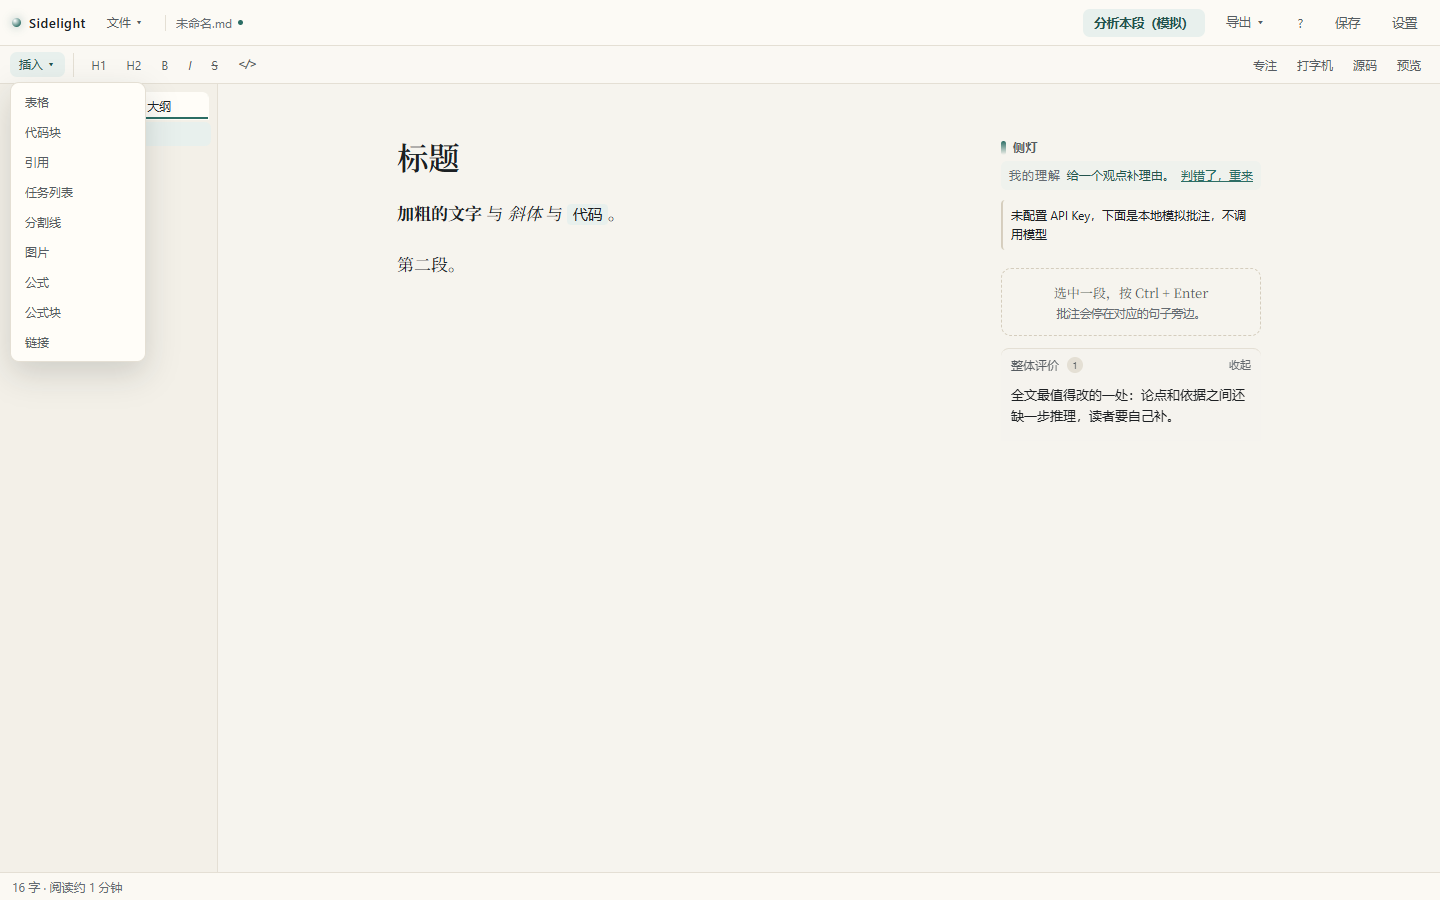 Sidelight 文件 未命名.md 分析本段（模拟） 导出 ? 保存 设置
插入 H1 H2 B I S </> 专注 打字机 源码 预览
表格
代码块
引用
任务列表
分割线
图片
公式
公式块
链接
大纲
标题
加粗的文字 与 斜体 与 代码 。
第二段。
侧灯
我的理解 给一个观点补理由。 判错了，重来
未配置 API Key，下面是本地模拟批注，不调
用模型
选中一段，按 Ctrl + Enter
批注会停在对应的句子旁边。
整体评价 1 收起
全文最值得改的一处：论点和依据之间还
缺一步推理，读者要自己补。
16 字 · 阅读约 1 分钟